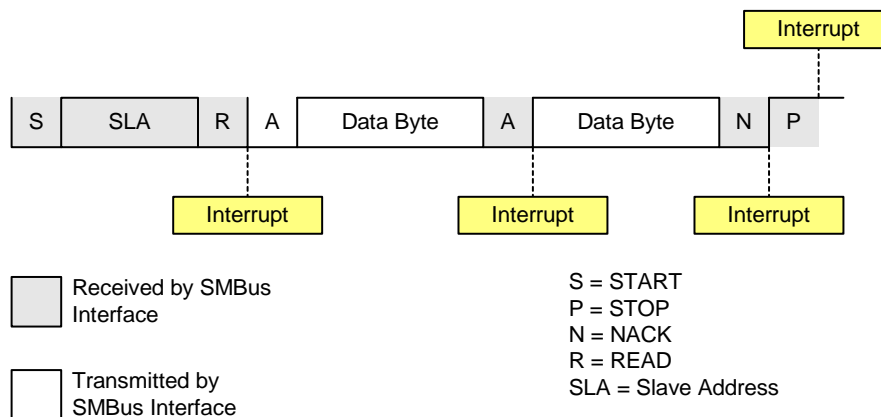 Interrupt
S SLA R A Data Byte A Data Byte N P
Interrupt Interrupt Interrupt
Received by SMBus
Interface
Transmitted by
SMBus Interface
S = START
P = STOP
N = NACK
R = READ
SLA = Slave Address